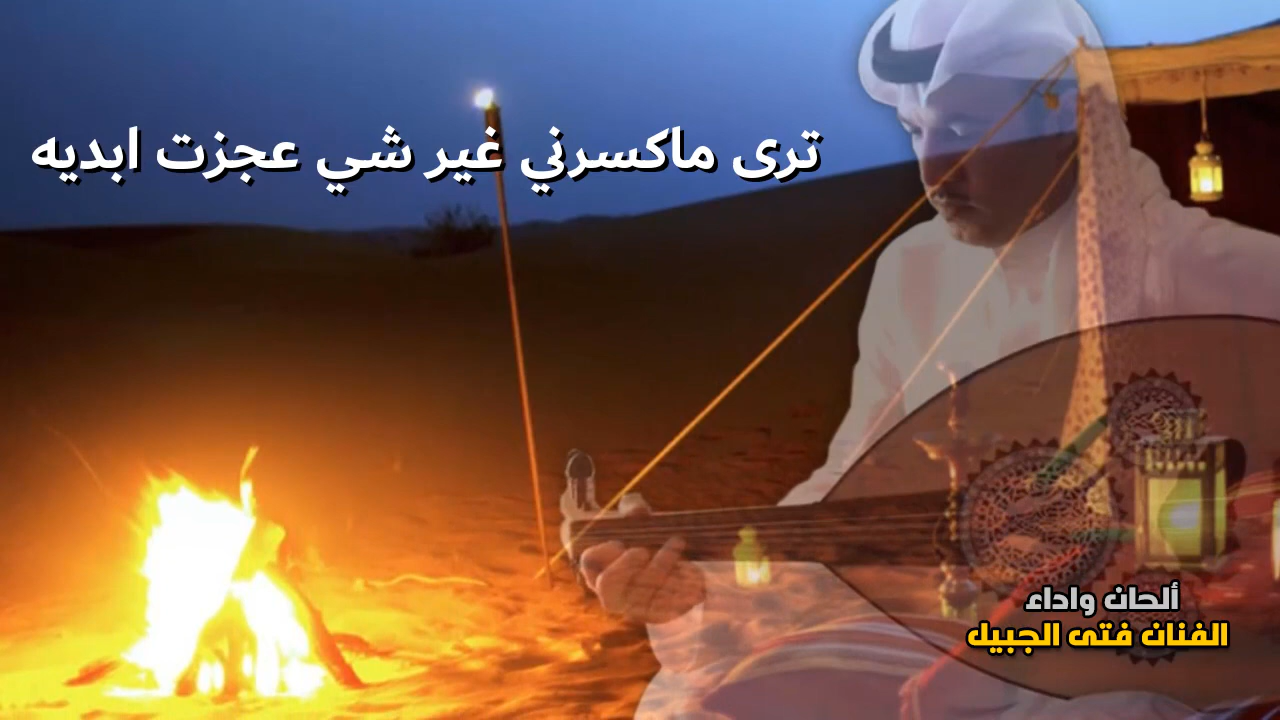 ترى ماكسرني غير شي عجزت ابديه
ألحان واداء
الفنان فتى الجبيل